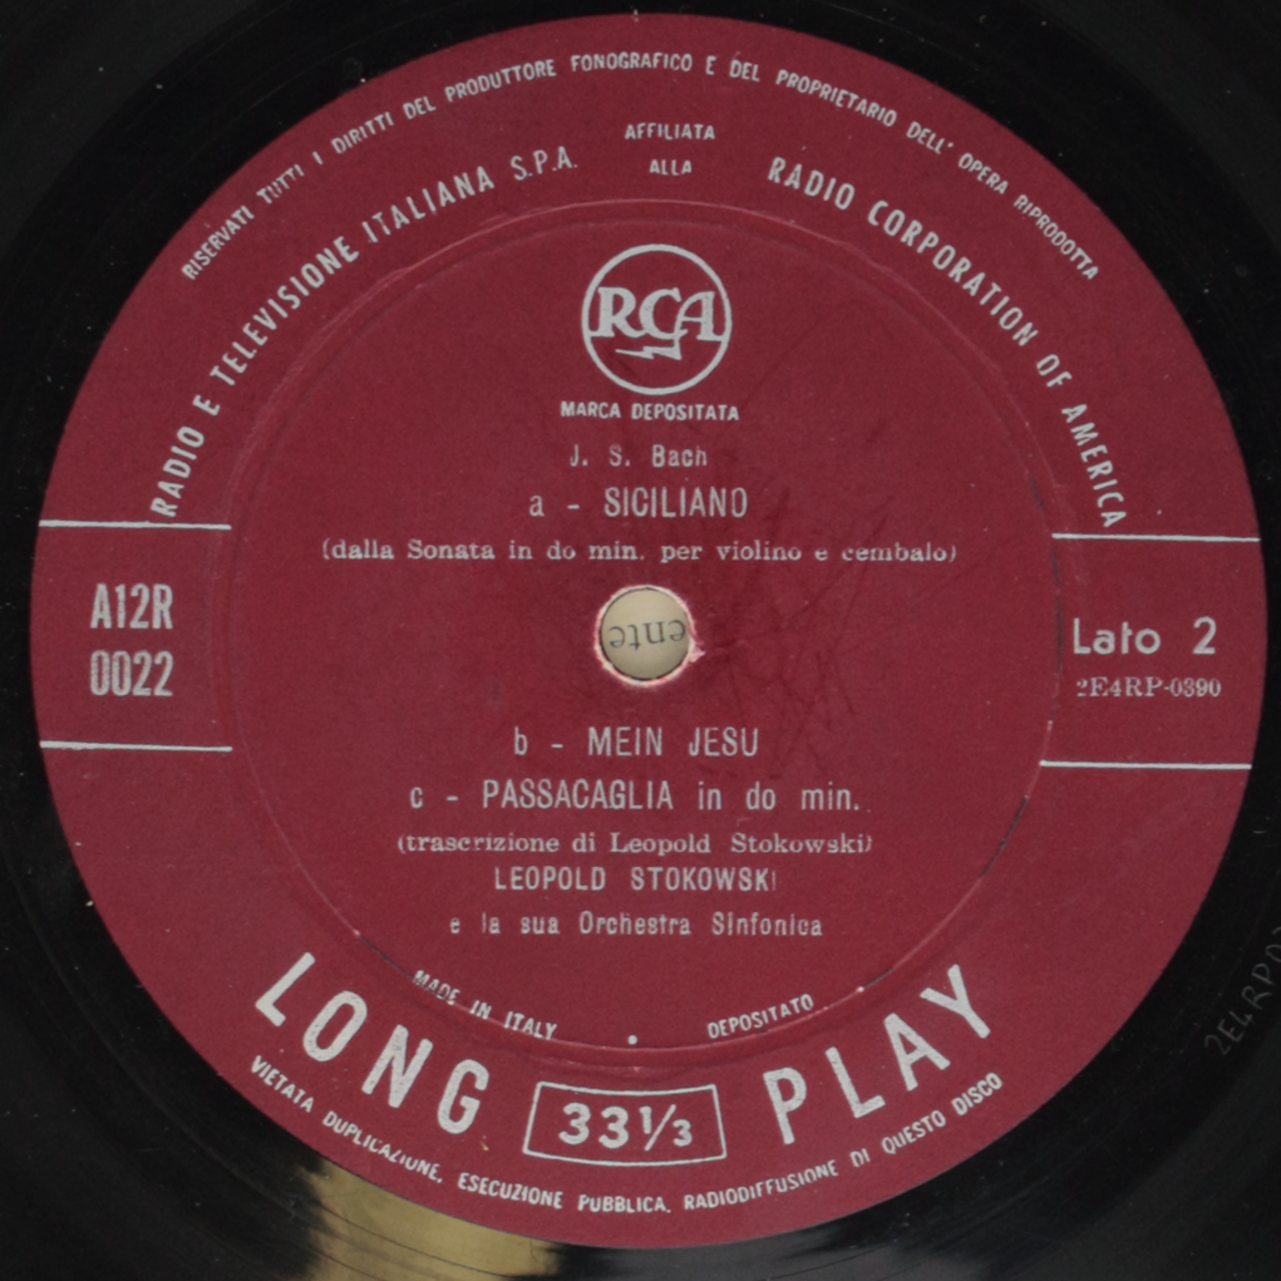 RISERVATI TUTTI I DIRITTI DEL PRODUTTORE FONOGRAFICO E DEL PROPRIETARIO DELL' OPERA RIPRODOTTA
RADIO E TELEVISIONE ITALIANA S.P.A.
AFFILIATA
ALLA
RADIO CORPORATION OF AMERICA
RCA
MARCA DEPOSITATA
J. S. Bach
a - SICILIANO
(dalla Sonata in do min. per violino e cembalo)
A12R
0022
ente
Lato 2
2E4RP-0390
b - MEIN JESU
c - PASSACAGLIA in do min.
(trascrizione di Leopold Stokowski)
LEOPOLD STOKOWSKI
e la sua Orchestra Sinfonica
MADE IN ITALY • DEPOSITATO
LONG 33⅓ PLAY
VIETATA DUPLICAZIONE, ESECUZIONE PUBBLICA, RADIODIFFUSIONE DI QUESTO DISCO